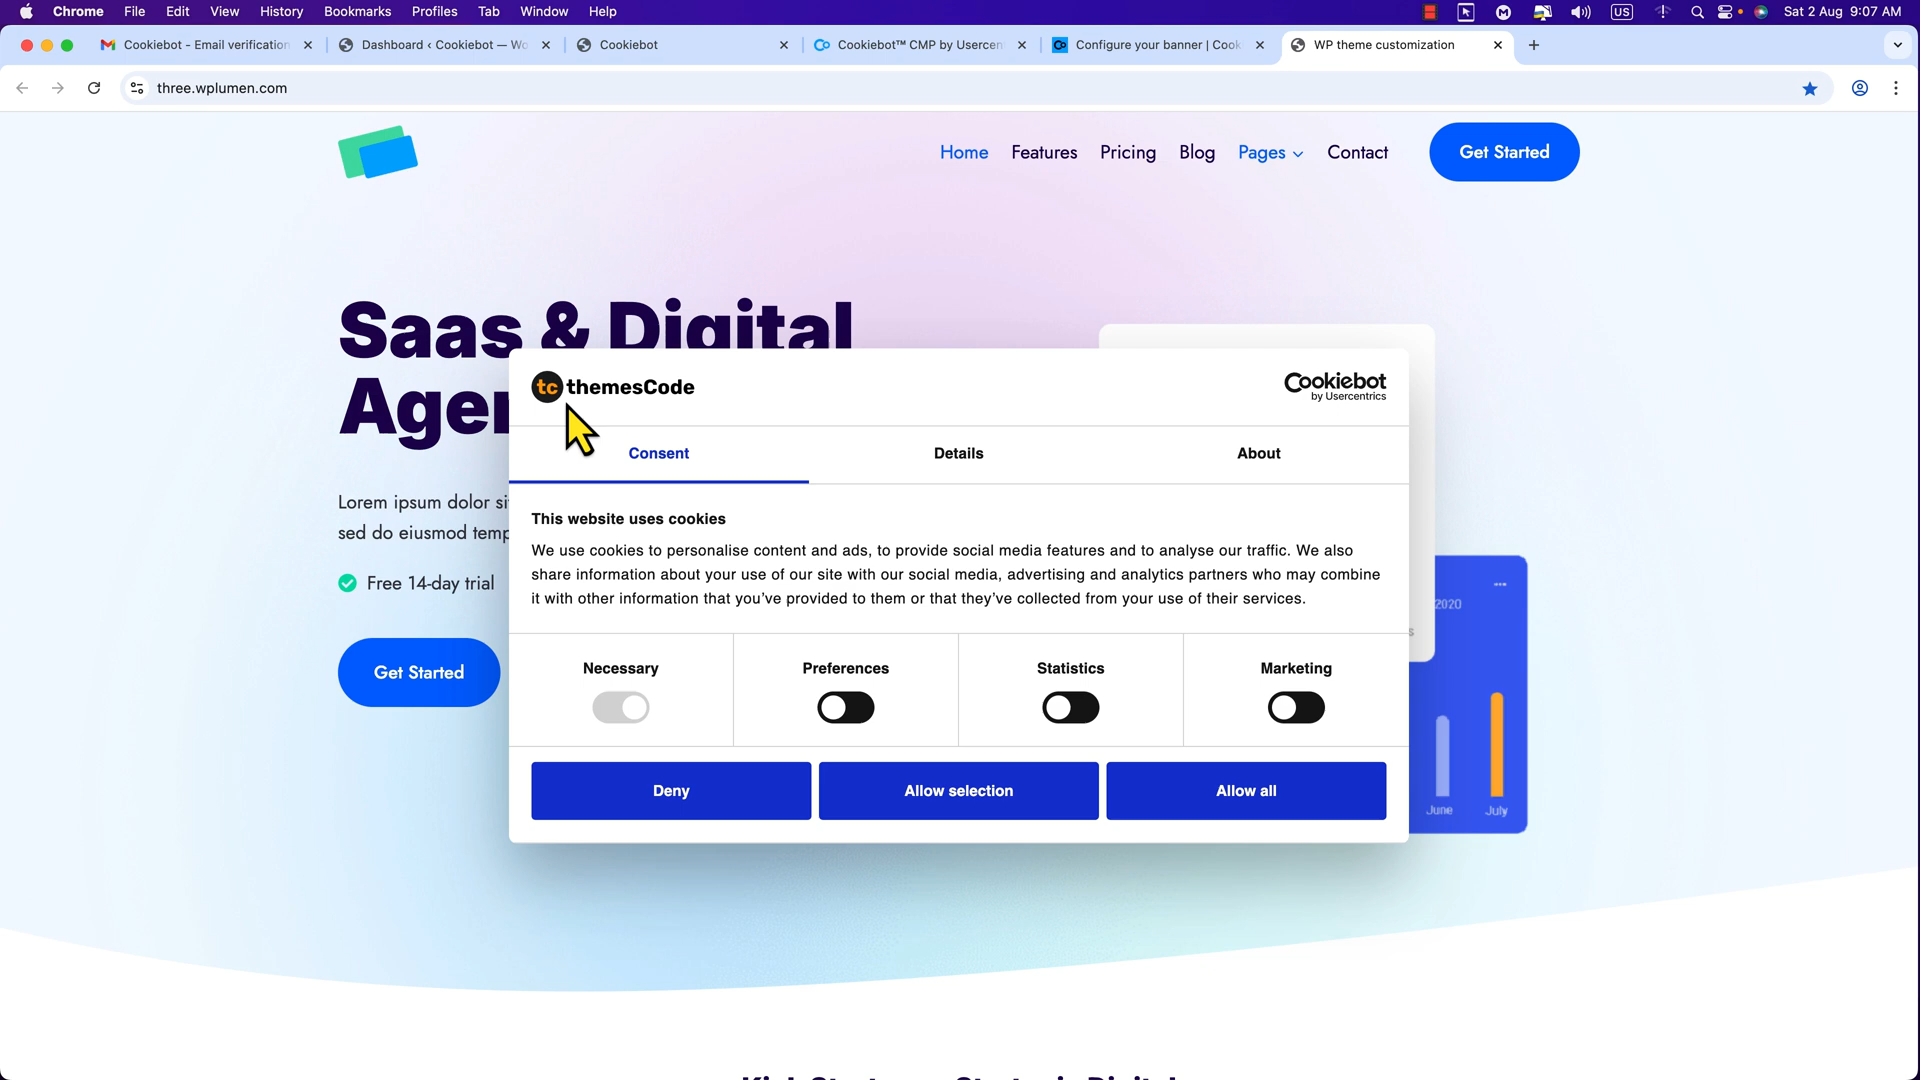 Chrome File Edit View History Bookmarks Profiles Tab Window Help US Sat 2 Aug 9:07 AM
Cookiebot - Email verification Dashboard ‹ Cookiebot — Wo Cookiebot Cookiebot™ CMP by Usercen Configure your banner | Cook WP theme customization
three.wplumen.com
Home Features Pricing Blog Pages Contact Get Started
Saas & Digital
Agen
Lorem ipsum dolor si
sed do eiusmod temp
Free 14-day trial
Get Started
tc themesCode
Cookiebot
by Usercentrics
Consent Details About
This website uses cookies
We use cookies to personalise content and ads, to provide social media features and to analyse our traffic. We also
share information about your use of our site with our social media, advertising and analytics partners who may combine
it with other information that you’ve provided to them or that they’ve collected from your use of their services.
Necessary Preferences Statistics Marketing
Deny Allow selection Allow all
2020
s
June July